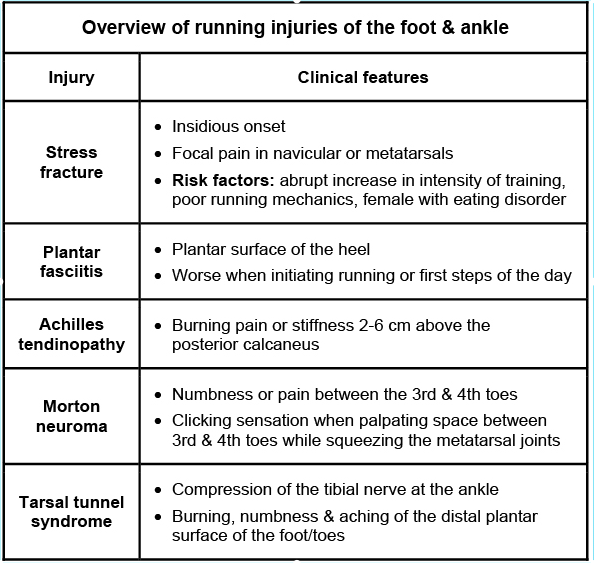 Overview of running injuries of the foot & ankle
Injury
Clinical features
Stress
fracture
• Insidious onset
• Focal pain in navicular or metatarsals
• Risk factors: abrupt increase in intensity of training,
poor running mechanics, female with eating disorder
Plantar
fasciitis
• Plantar surface of the heel
• Worse when initiating running or first steps of the day
Achilles
tendinopathy
• Burning pain or stiffness 2-6 cm above the
posterior calcaneus
Morton
neuroma
• Numbness or pain between the 3rd & 4th toes
• Clicking sensation when palpating space between
3rd & 4th toes while squeezing the metatarsal joints
Tarsal tunnel
syndrome
• Compression of the tibial nerve at the ankle
• Burning, numbness & aching of the distal plantar
surface of the foot/toes